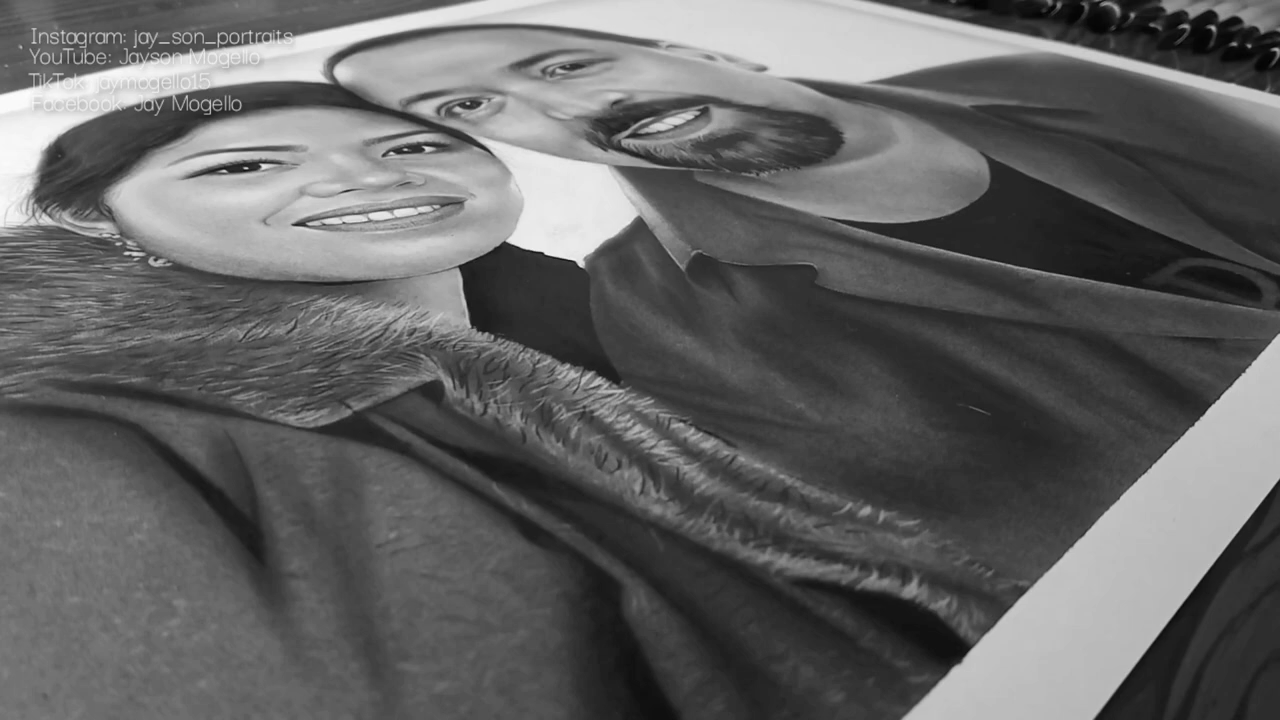 Instagram: jay_son_portraits
YouTube: Jayson Mogello
TikTok: jaymogello15
Facebook: Jay Mogello